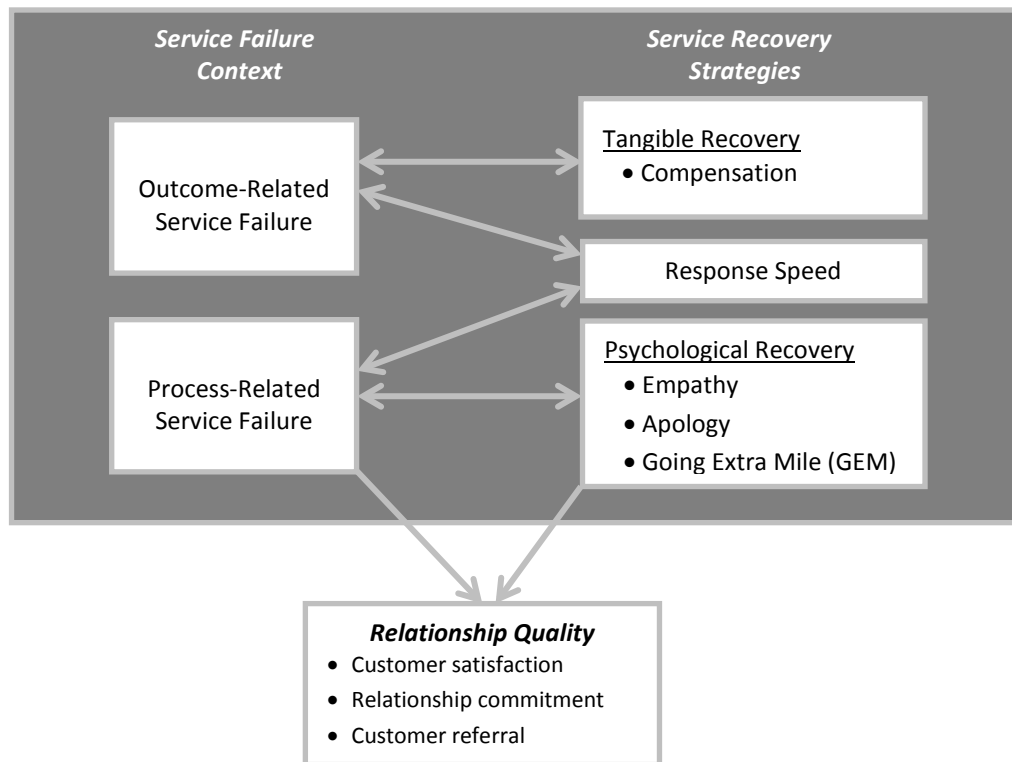 Service Failure
Context
Service Recovery
Strategies
Outcome-Related
Service Failure
Tangible Recovery
• Compensation
Response Speed
Process-Related
Service Failure
Psychological Recovery
• Empathy
• Apology
• Going Extra Mile (GEM)
Relationship Quality
• Customer satisfaction
• Relationship commitment
• Customer referral